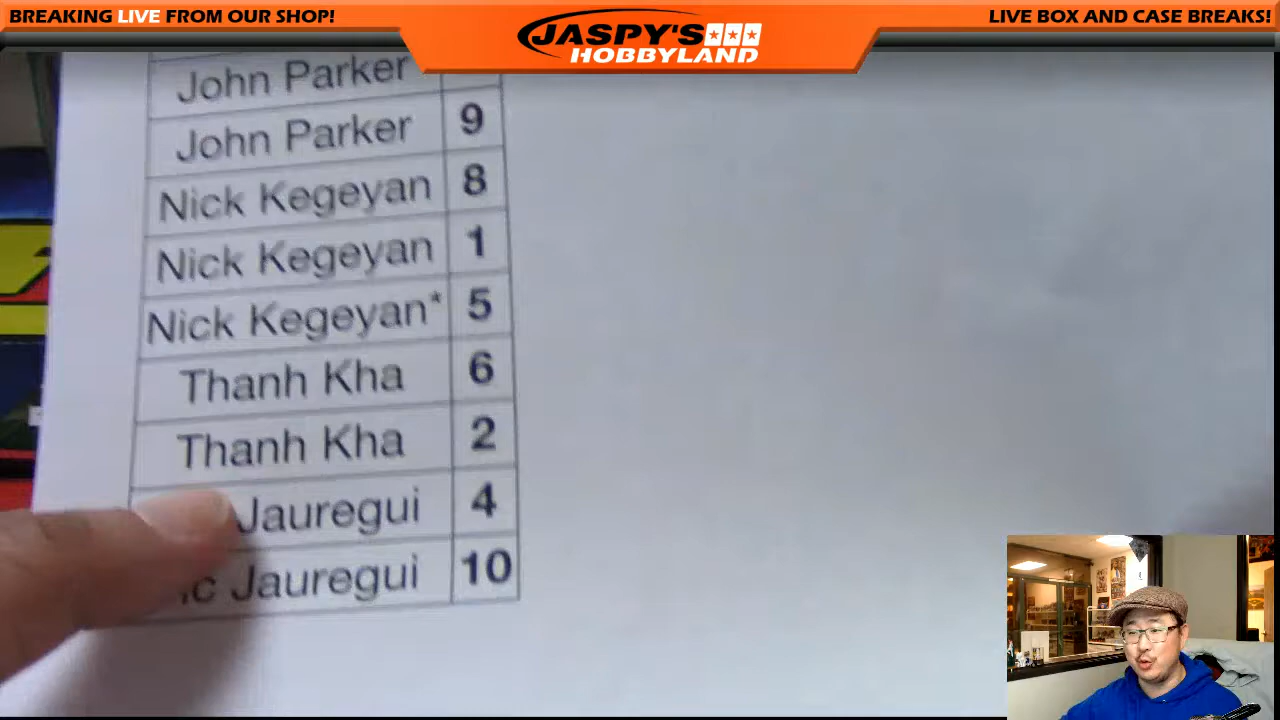 BREAKING LIVE FROM OUR SHOP!
JASPY'S
HOBBYLAND
LIVE BOX AND CASE BREAKS!
John Parker
John Parker 9
Nick Kegeyan 8
Nick Kegeyan 1
Nick Kegeyan* 5
Thanh Kha 6
Thanh Kha 2
Jauregui 4
Jauregui 10